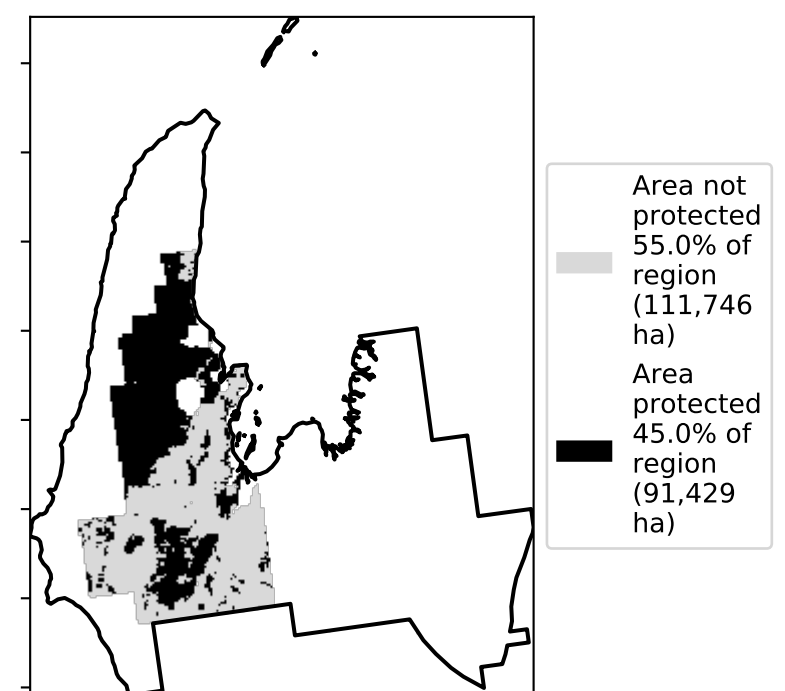 Area not
protected
55.0% of
region
(111,746
ha)
Area
protected
45.0% of
region
(91,429
ha)